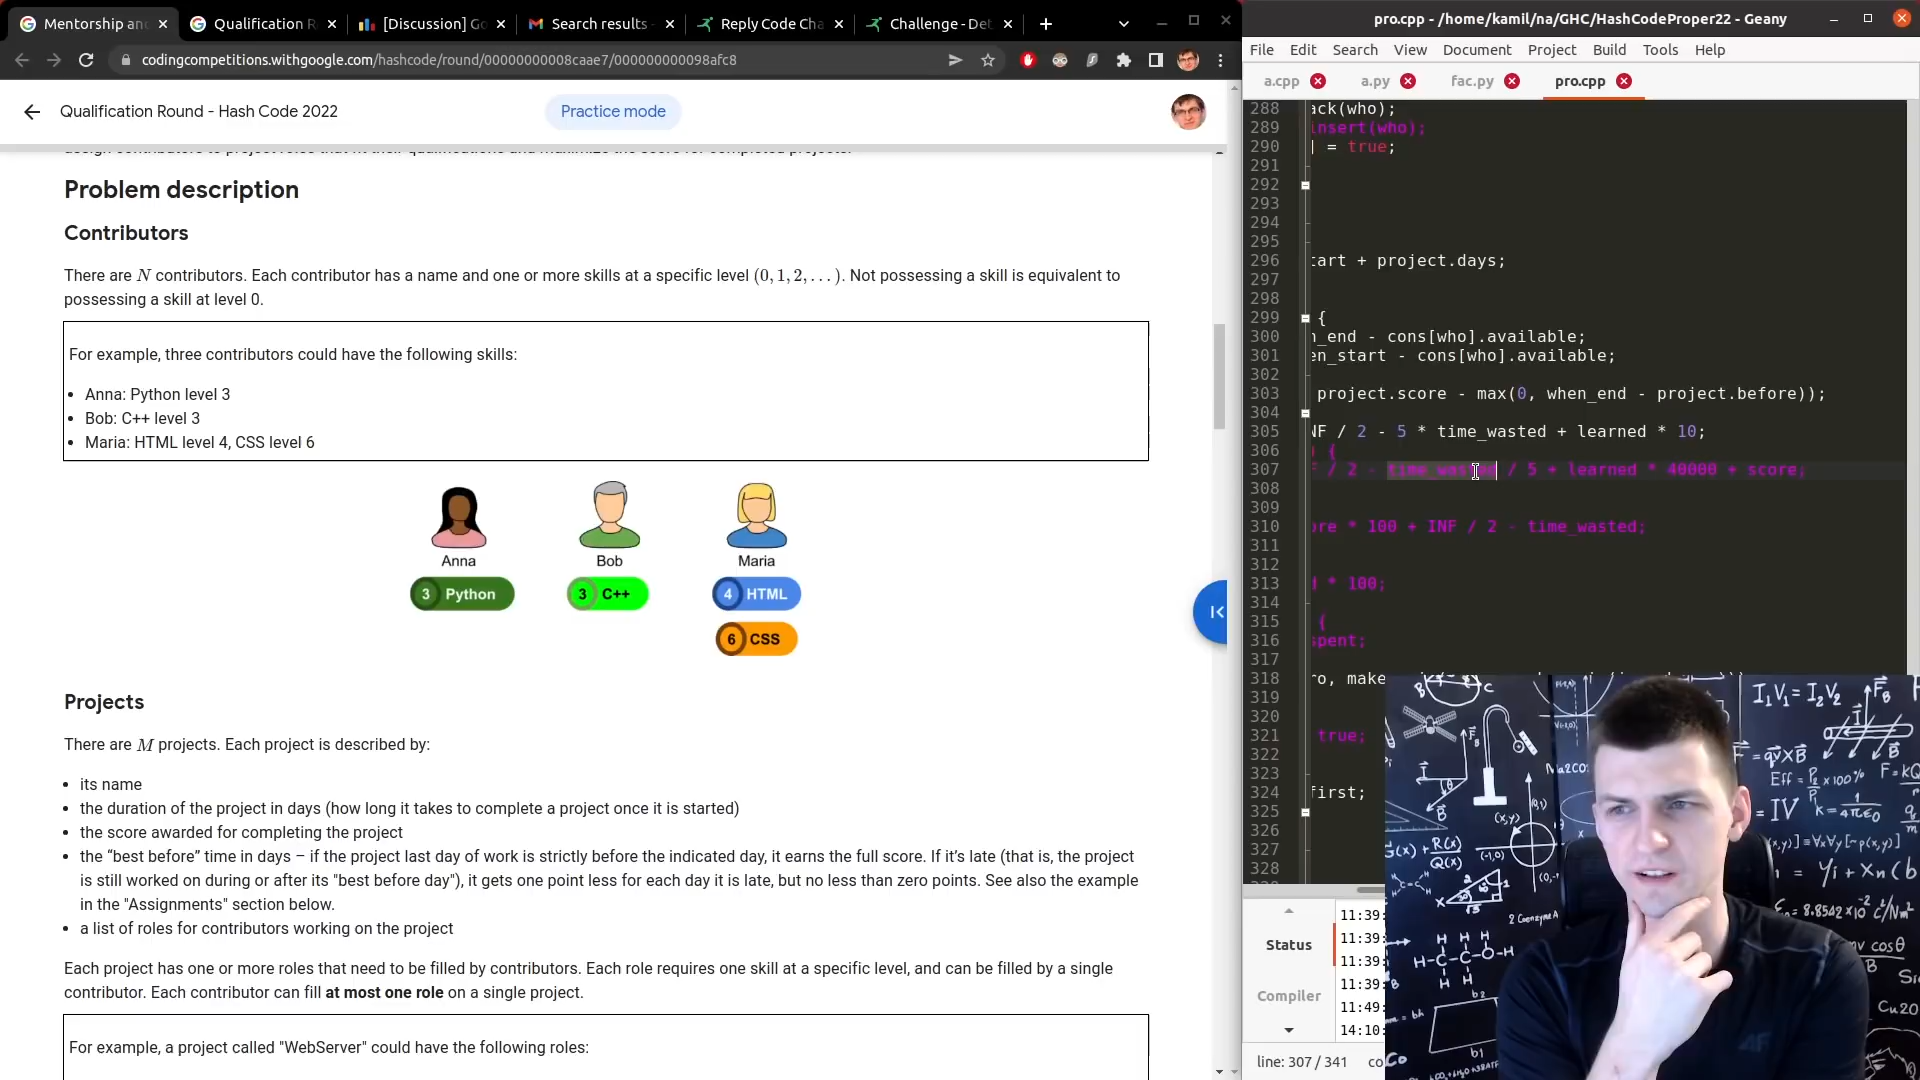 Mentorship and
Qualification R
[Discussion] Go
Search results -
Reply Code Cha
Challenge - Det
codingcompetitions.withgoogle.com/hashcode/round/00000000008caae7/000000000098afc8
Qualification Round - Hash Code 2022
Practice mode
Problem description
Contributors
There are N contributors. Each contributor has a name and one or more skills at a specific level (0, 1, 2, . . . ). Not possessing a skill is equivalent to
possessing a skill at level 0.
For example, three contributors could have the following skills:
• Anna: Python level 3
• Bob: C++ level 3
• Maria: HTML level 4, CSS level 6
Anna
Bob
Maria
3 Python
3 C++
4 HTML
6 CSS
Projects
There are M projects. Each project is described by:
• its name
• the duration of the project in days (how long it takes to complete a project once it is started)
• the score awarded for completing the project
• the “best before” time in days – if the project last day of work is strictly before the indicated day, it earns the full score. If it’s late (that is, the project
is still worked on during or after its "best before day"), it gets one point less for each day it is late, but no less than zero points. See also the example
in the "Assignments" section below.
• a list of roles for contributors working on the project
Each project has one or more roles that need to be filled by contributors. Each role requires one skill at a specific level, and can be filled by a single
contributor. Each contributor can fill at most one role on a single project.
For example, a project called "WebServer" could have the following roles:
pro.cpp - /home/kamil/na/GHC/HashCodeProper22 - Geany
File Edit Search View Document Project Build Tools Help
a.cpp
a.py
fac.py
pro.cpp
288 ack(who);
289 insert(who);
290 ] = true;
291
292
293
294
295
296 tart + project.days;
297
298
299 {
300 n_end - cons[who].available;
301 en_start - cons[who].available;
302
303 project.score - max(0, when_end - project.before));
304
305 NF / 2 - 5 * time_wasted + learned * 10;
306 {
307 F / 2 - time_wasted / 5 + learned * 40000 + score;
308
309
310 ore * 100 + INF / 2 - time_wasted;
311
312
313 d * 100;
314
315 {
316 spent;
317
318 ro, make
319
320
321 true;
322
323
324 first;
325
326
327
328
Status
Compiler
11:39:
11:39:
11:39:
11:39:
11:49:
14:10:
line: 307 / 341 co